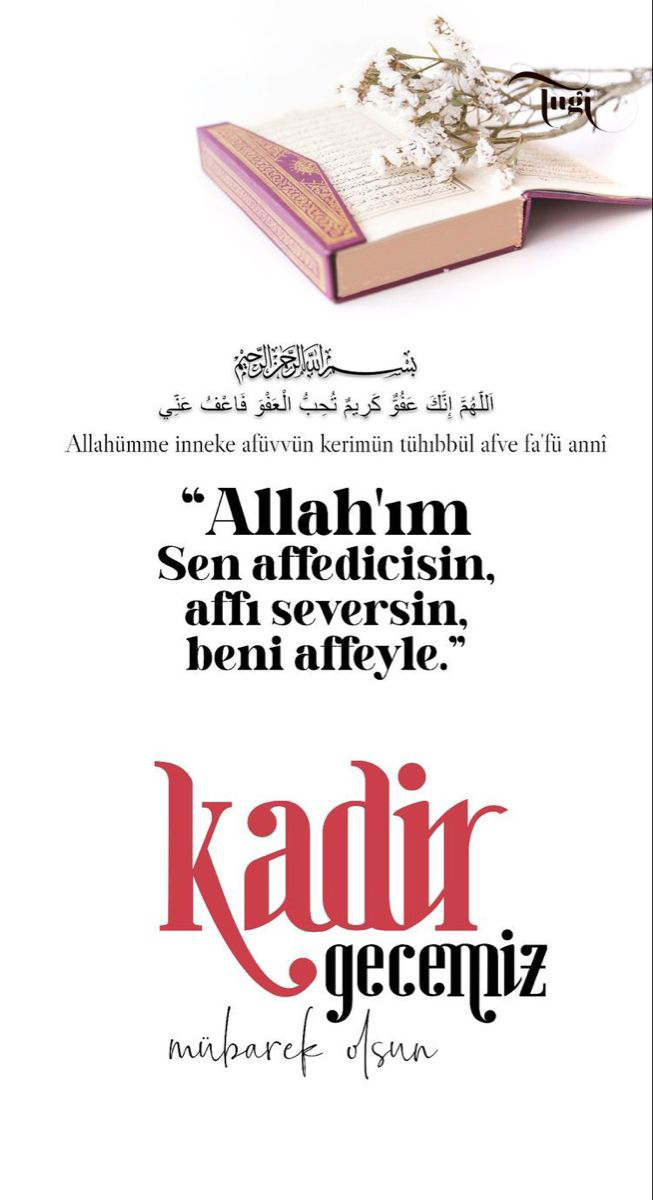 Tugi
بِسْمِ اللَّهِ الرَّحْمَنِ الرَّحِيمِ
اَللَّهُمَّ إِنَّكَ عَفُوٌّ كَرِيمٌ تُحِبُّ الْعَفْوَ فَاعْفُ عَنِّي
Allahümme inneke afüvvün kerimün tühıbbül afve fa'fü annî
“Allah'ım
Sen affedicisin,
affı seversin,
beni affeyle.”
kadir
gecemiz
mübarek olsun